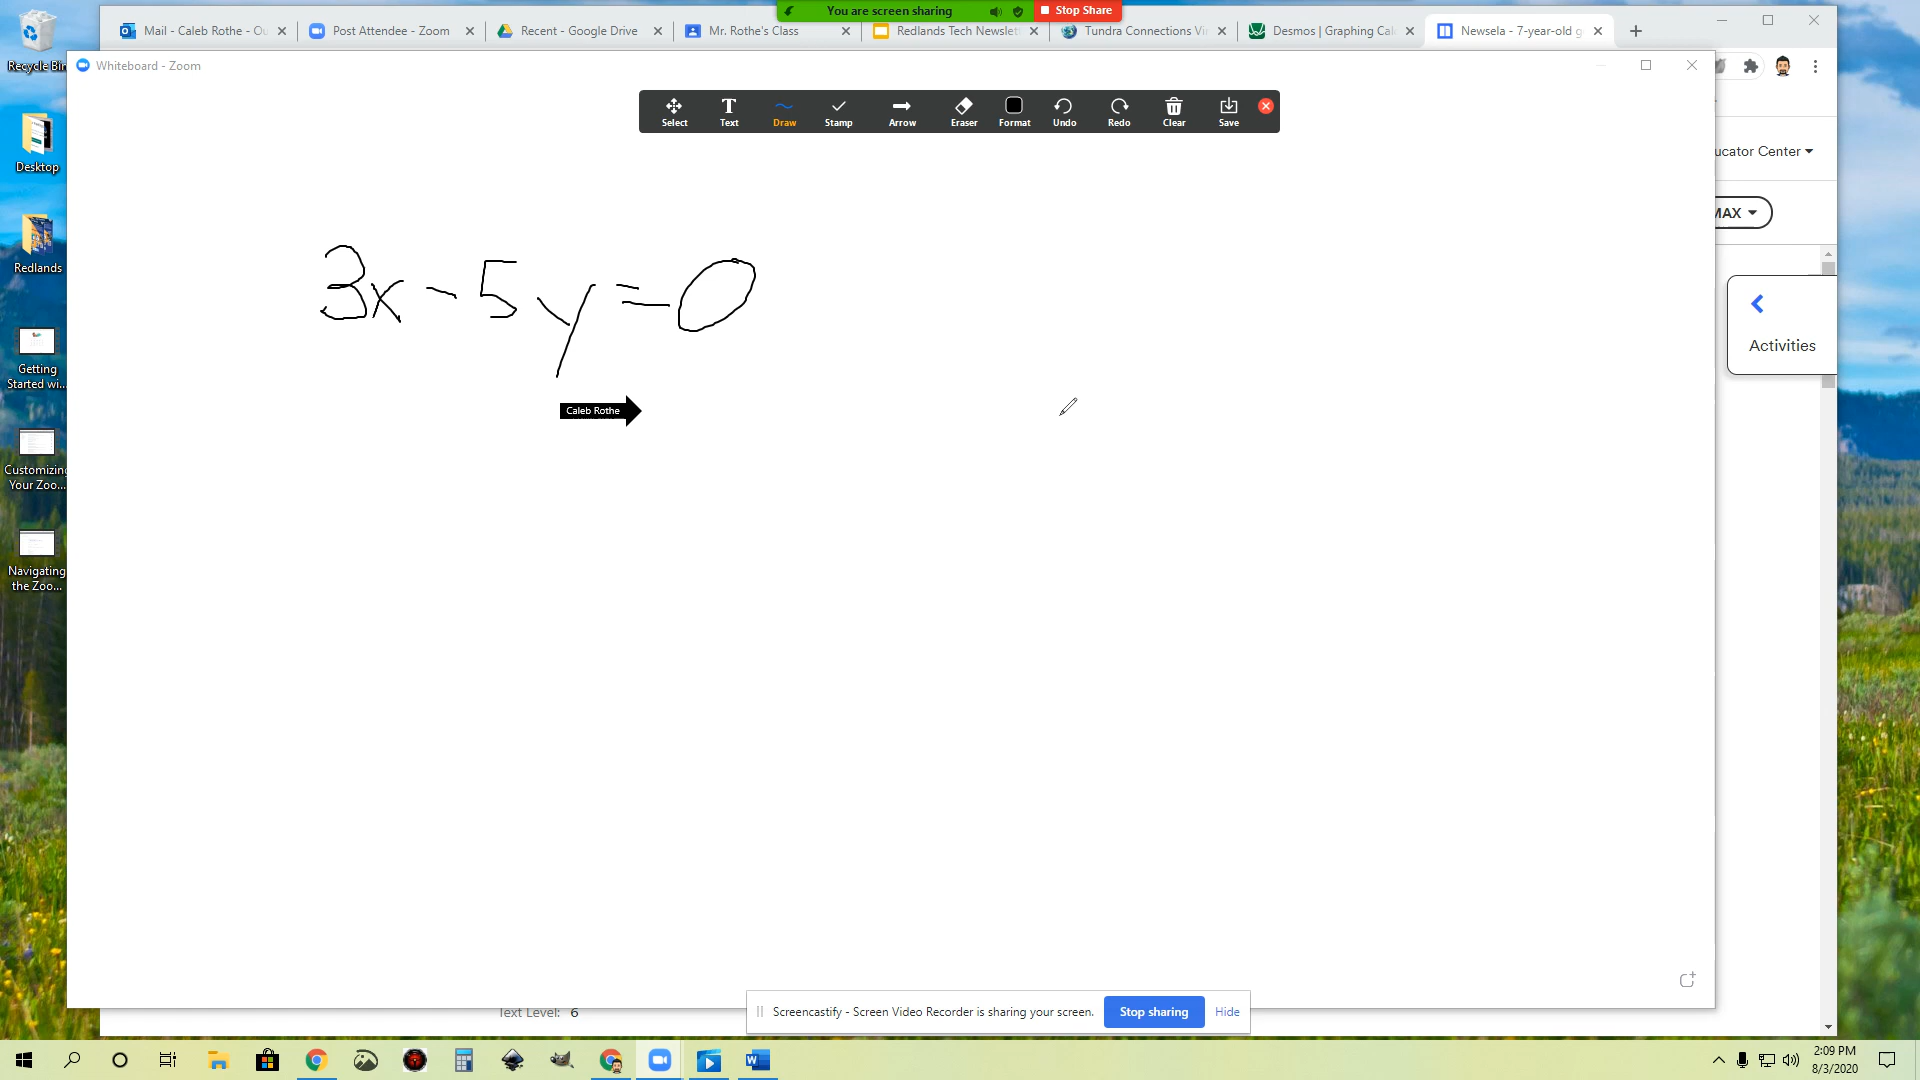 You are screen sharing
Stop Share
Mail - Caleb Rothe - Ou
Post Attendee - Zoom
Recent - Google Drive
Mr. Rothe's Class
Redlands Tech Newslet
Tundra Connections Vi
Desmos | Graphing Cal
Newsela - 7-year-old g
Recycle Bin
Whiteboard - Zoom
Select
Text
Draw
Stamp
Arrow
Eraser
Format
Undo
Redo
Clear
Save
ucator Center
MAX
Desktop
Redlands
3x - 5y = 0
Activities
Getting
Started wi...
Caleb Rothe
Customizing
Your Zoo...
Navigating
the Zoo...
Text Level: 6
Screencastify - Screen Video Recorder is sharing your screen.
Stop sharing
Hide
2:09 PM
8/3/2020